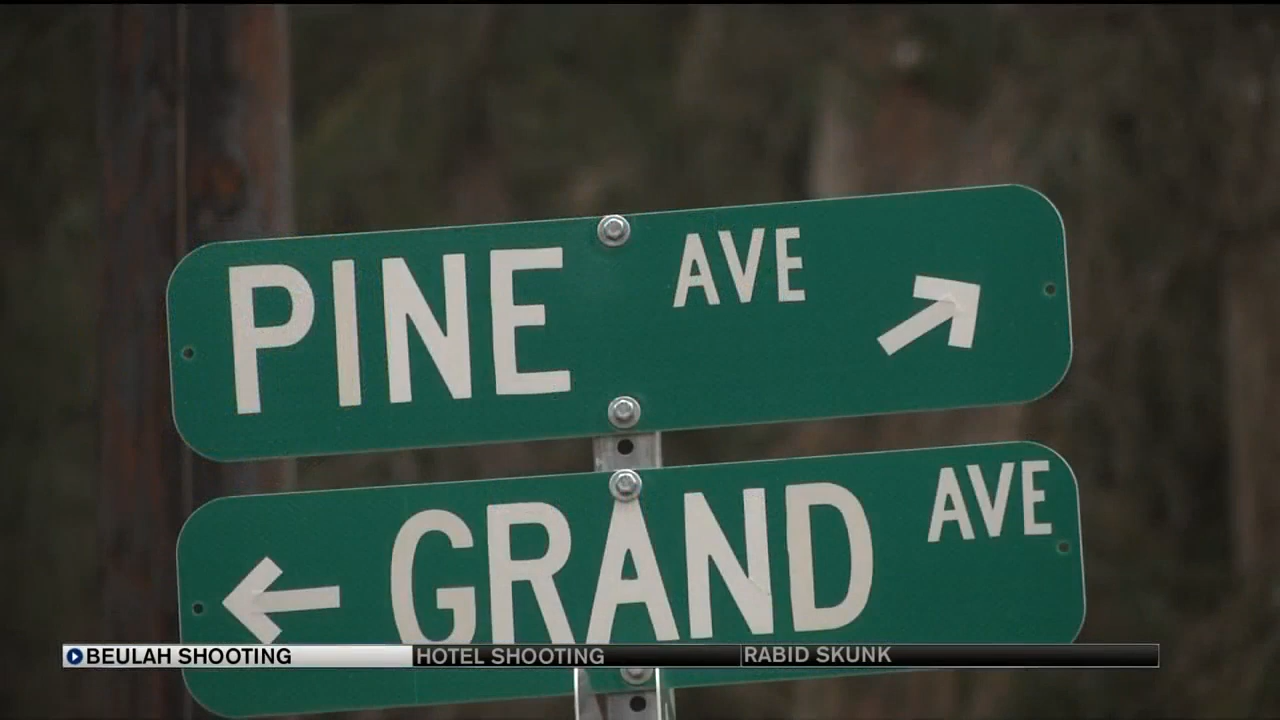 PINE AVE
GRAND AVE
BEULAH SHOOTING HOTEL SHOOTING RABID SKUNK